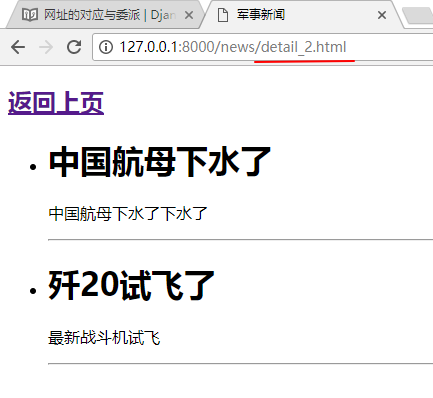 网址的对应与委派 | Djan
军事新闻
127.0.0.1:8000/news/detail_2.html
返回上页
中国航母下水了
中国航母下水了下水了
歼20试飞了
最新战斗机试飞